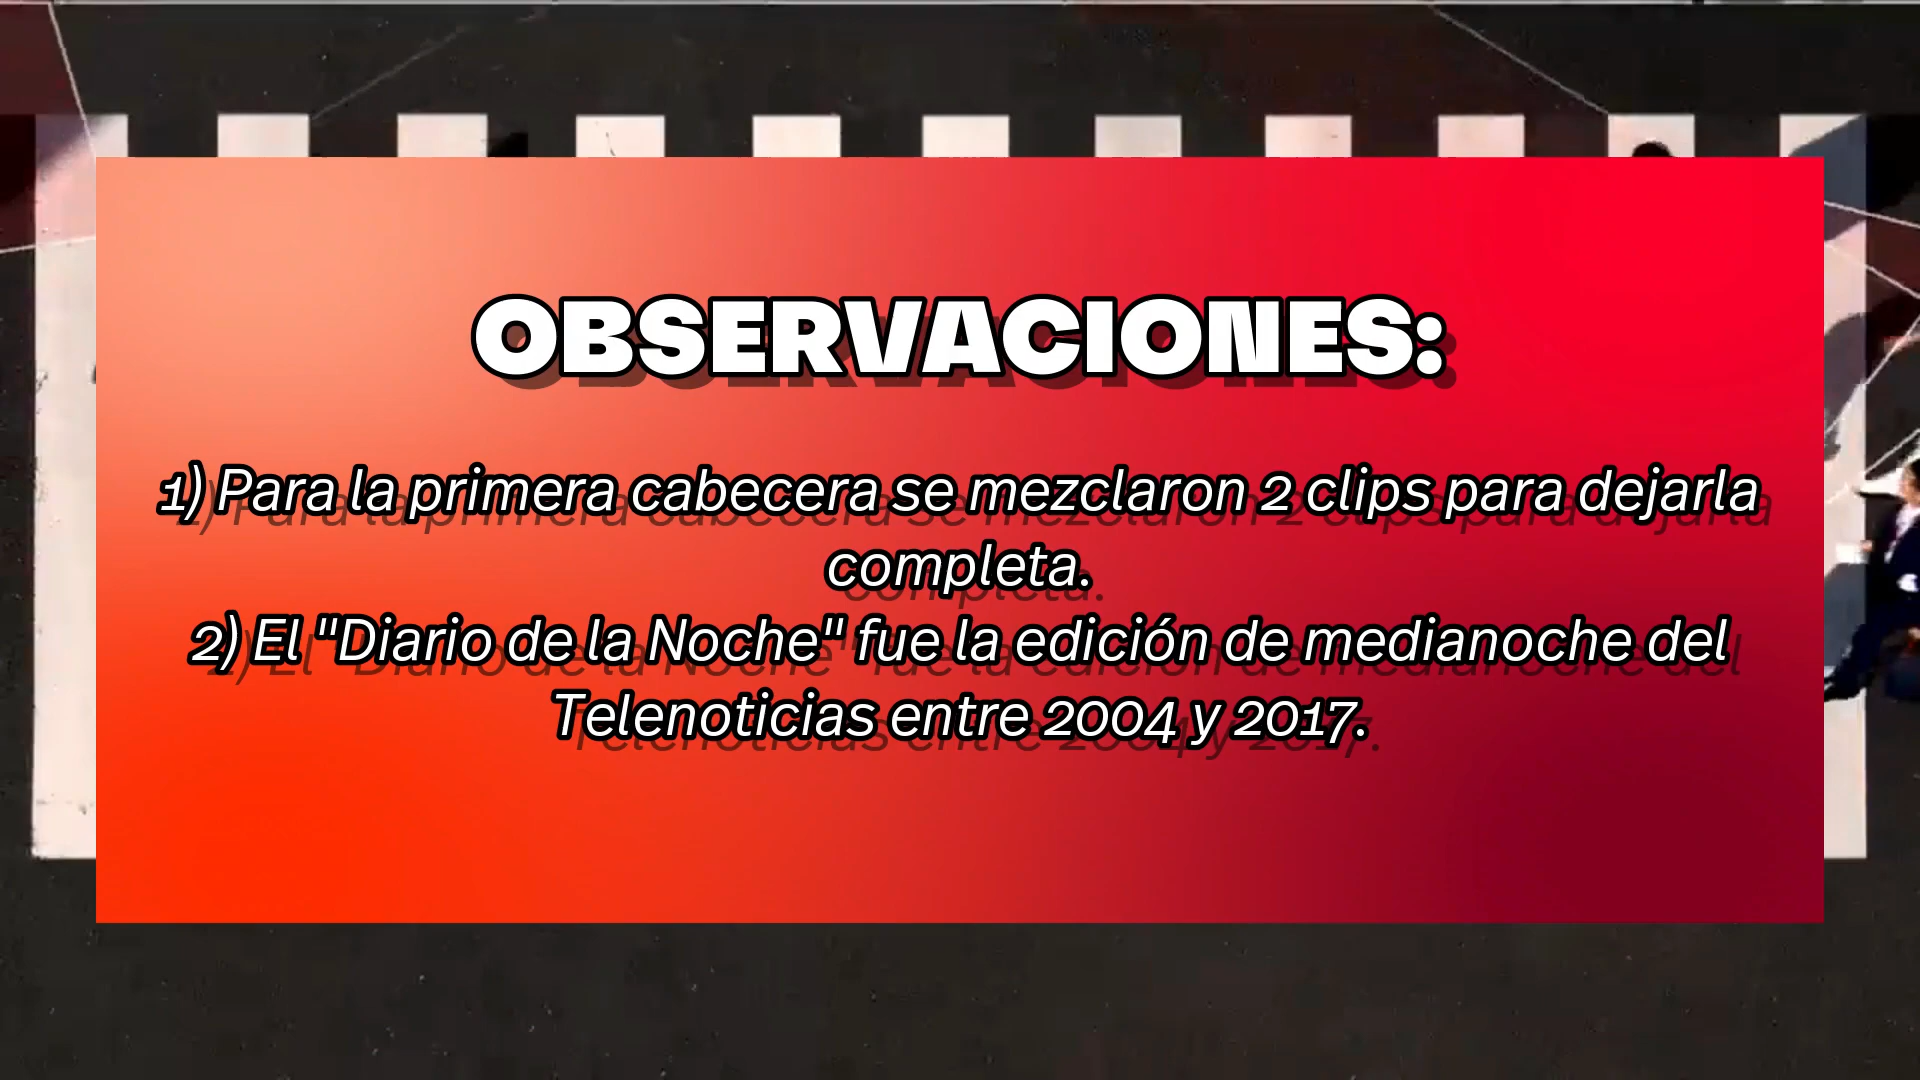 OBSERVACIONES:
1) Para la primera cabecera se mezclaron 2 clips para dejarla
completa.
2) El "Diario de la Noche" fue la edición de medianoche del
Telenoticias entre 2004 y 2017.